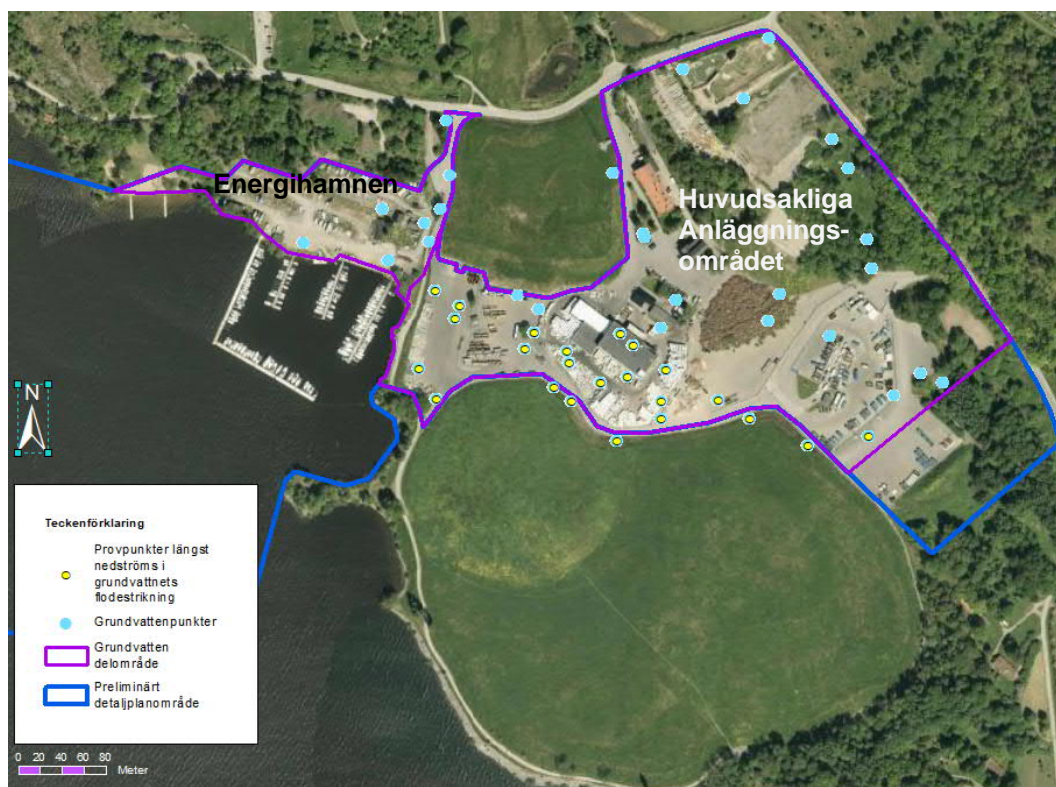 Energihamnen
Huvudsakliga
Anläggnings-
området
N
Teckenförklaring
Provpunkter längst
nedströms i
grundvattnets
flodestrikning
Grundvattenpunkter
Grundvatten
delområde
Preliminärt
detaljplanområde
0 20 40 60 80
Meter